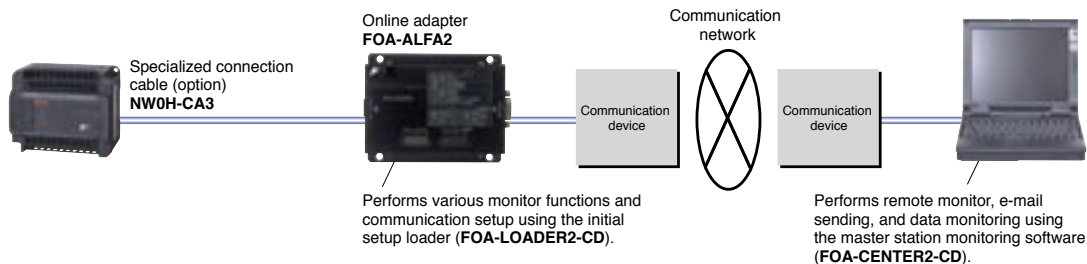 Online adapter
FOA-ALFA2
Communication
network
Specialized connection
cable (option)
NW0H-CA3
Communication
device
Communication
device
Performs various monitor functions and
communication setup using the initial
setup loader (FOA-LOADER2-CD).
Performs remote monitor, e-mail
sending, and data monitoring using
the master station monitoring software
(FOA-CENTER2-CD).